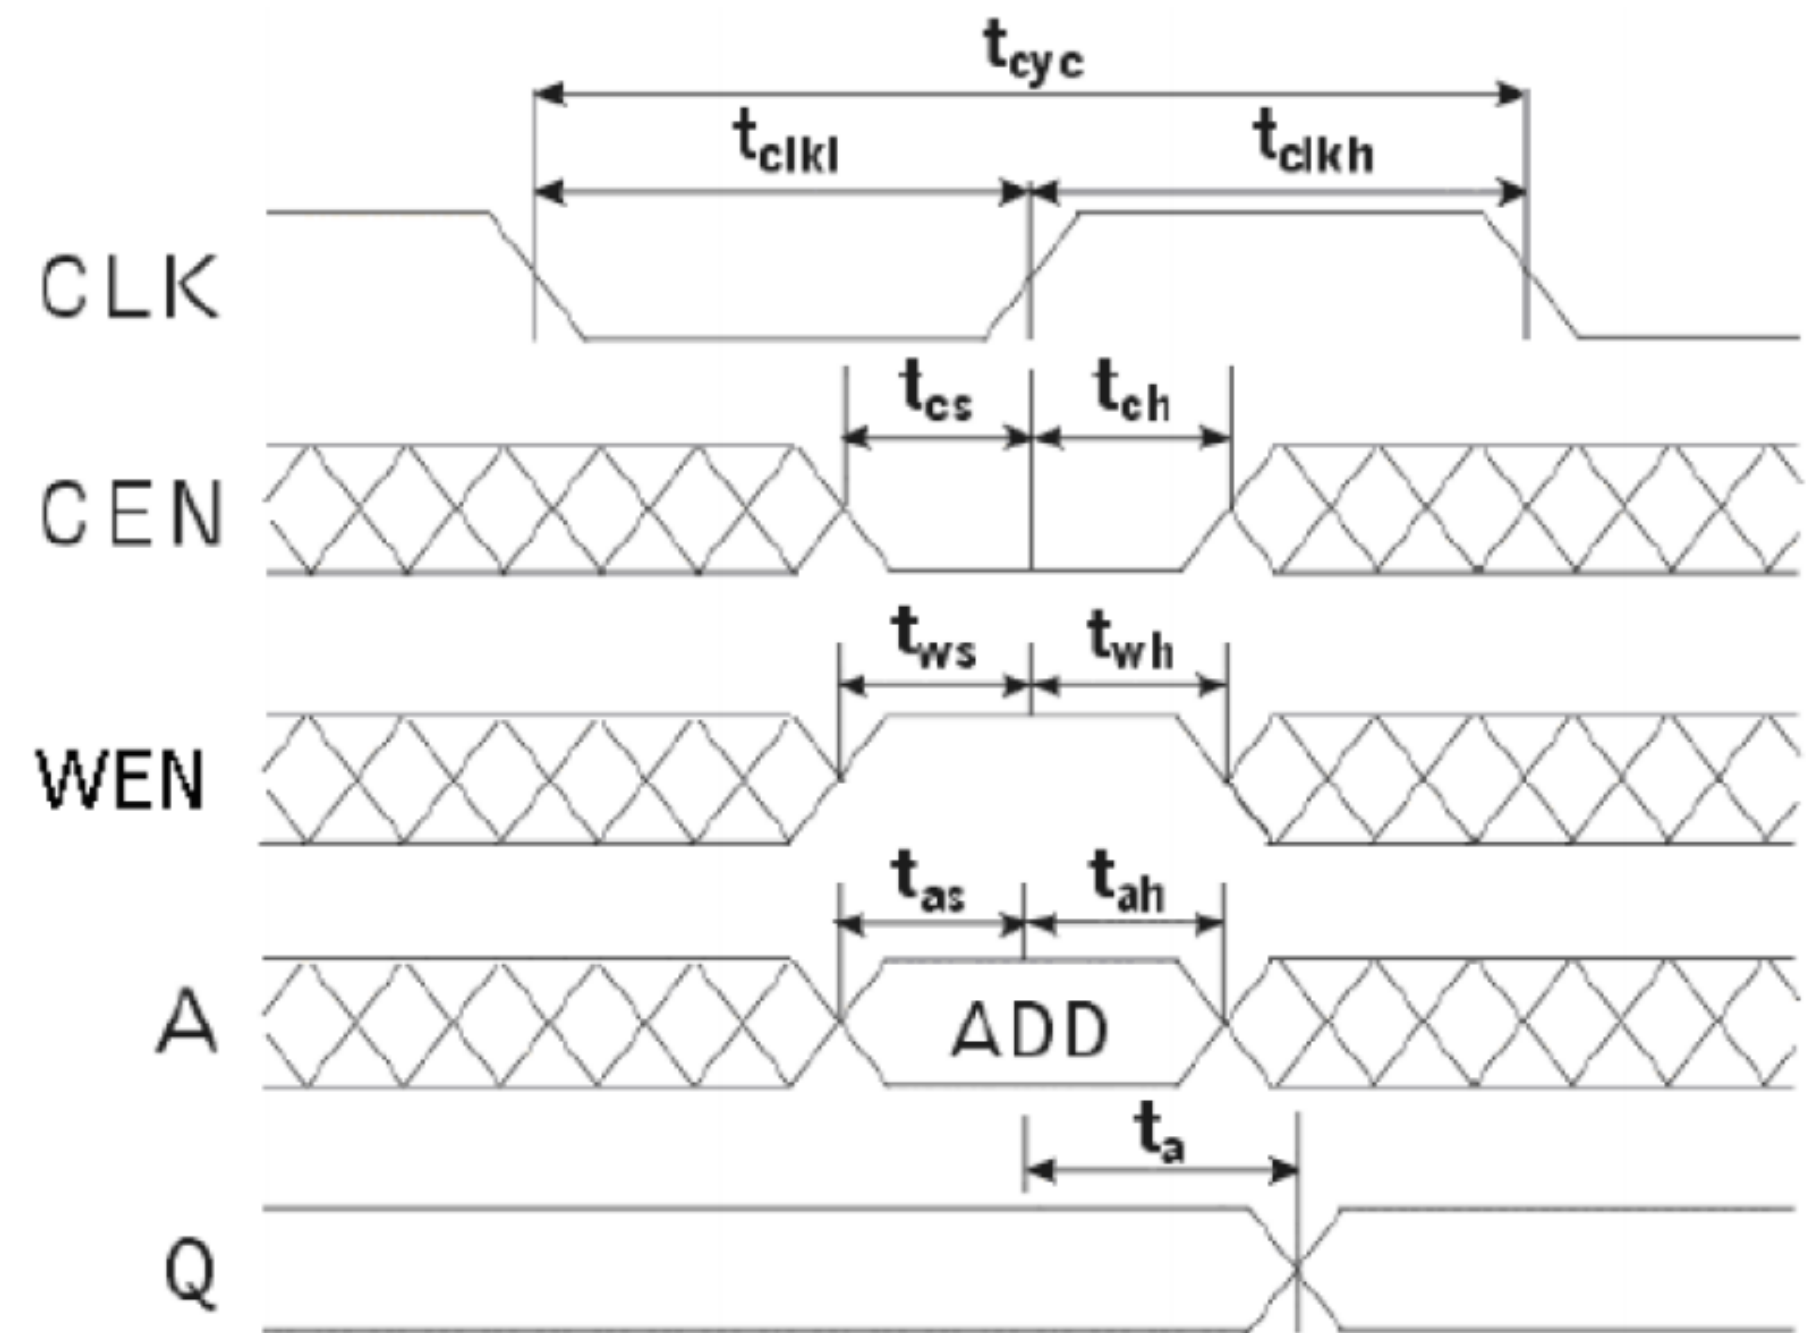 tcyc
tclkl tclkh
CLK
tcs tch
CEN
tws twh
WEN
tas tah
A ADD
ta
Q